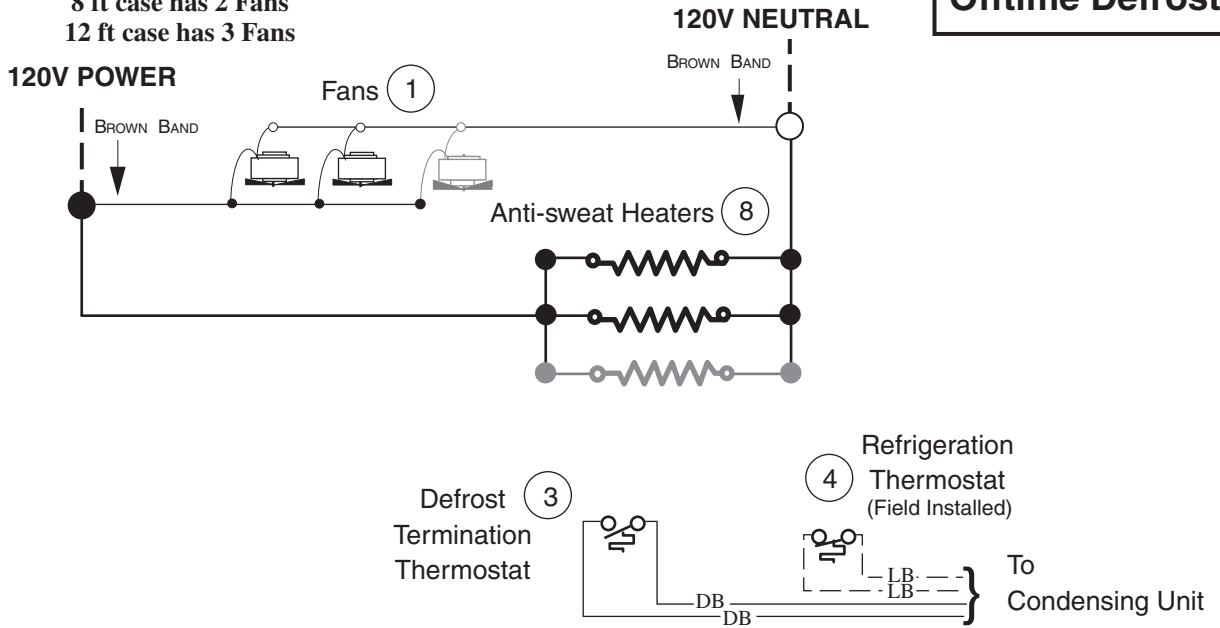 8 ft case has 2 Fans
12 ft case has 3 Fans
120V NEUTRAL
Offtime Defrost
120V POWER
BROWN BAND
Fans 1
BROWN BAND
Anti-sweat Heaters 8
Defrost 3
Termination
Thermostat
Refrigeration
4 Thermostat
(Field Installed)
LB
LB
DB
DB
To
Condensing Unit